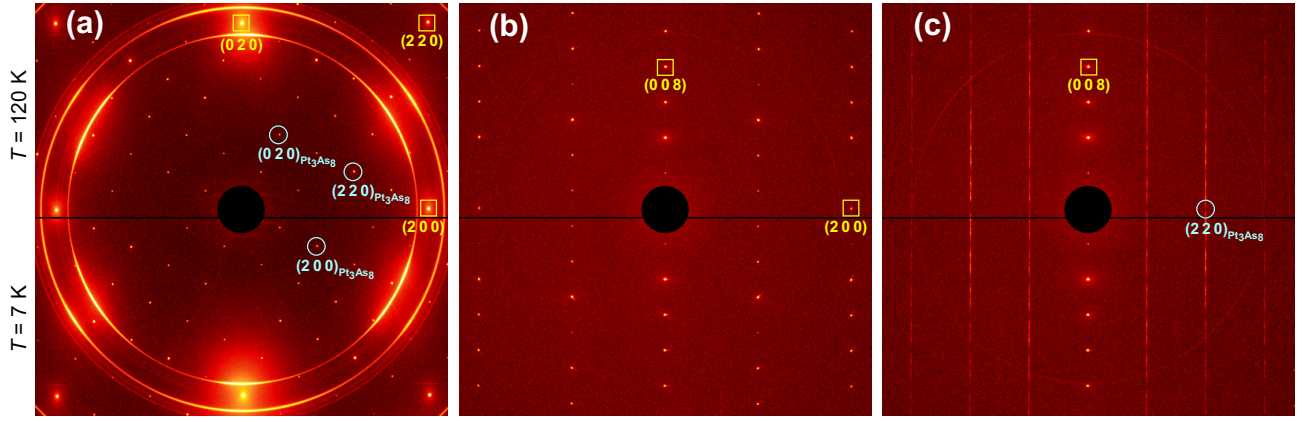 (a)
(0 2 0)
(2 2 0)
(0 2 0)Pt3As8
(2 2 0)Pt3As8
(2 0 0)
(2 0 0)Pt3As8
T = 120 K
T = 7 K
(b)
(0 0 8)
(2 0 0)
(c)
(0 0 8)
(2 2 0)Pt3As8